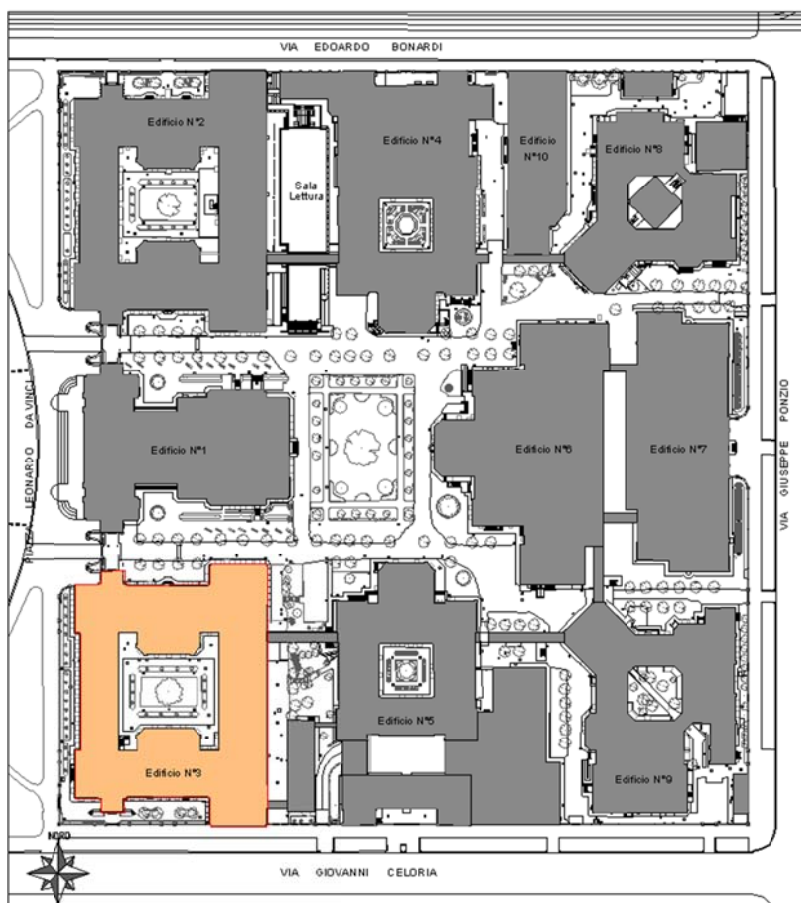 VIA EDOARDO BONARDI
Edificio N°2
Edificio N°4
Edificio
N°10
Edificio N°8
Sala
Lettura
PIAZZA LEONARDO DA VINCI
Edificio N°1
Edificio N°6
Edificio N°7
VIA GIUSEPPE PONZIO
Edificio N°3
Edificio N°5
Edificio N°9
NORD
VIA GIOVANNI CELORIA